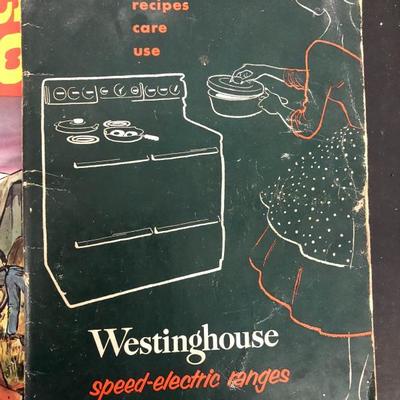 recipes
care
use
Westinghouse
speed-electric ranges